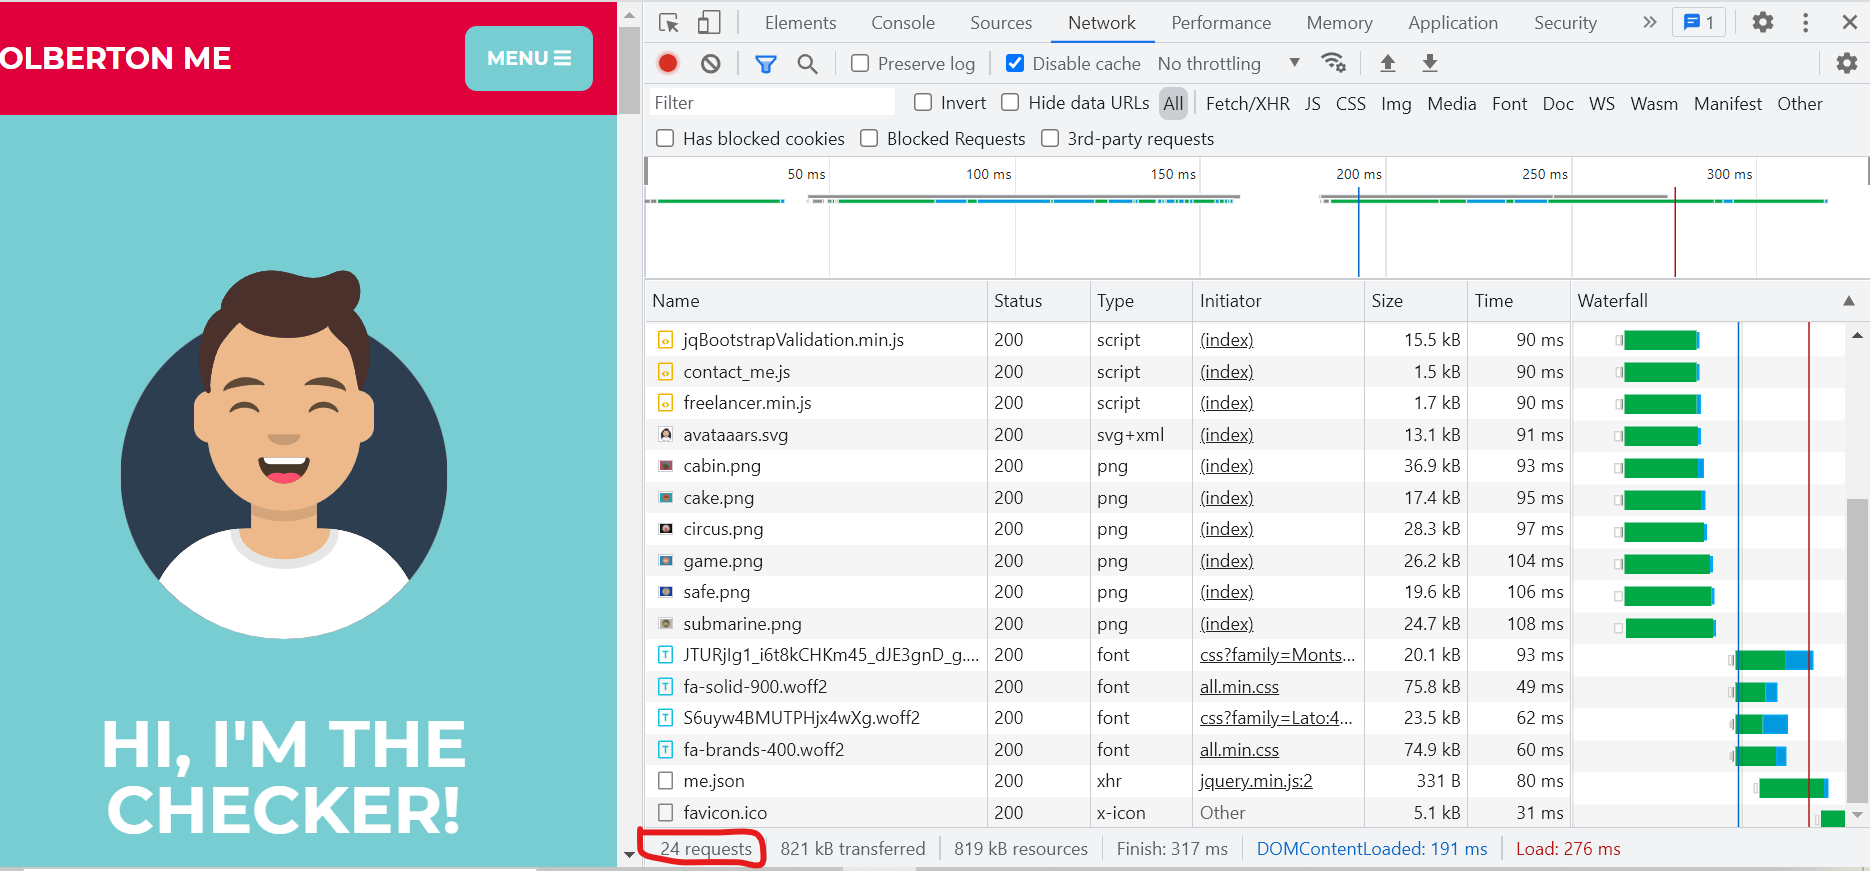 OLBERTON ME
MENU
HI, I'M THE
CHECKER!
Elements Console Sources Network Performance Memory Application Security 1
Preserve log Disable cache No throttling
Filter Invert Hide data URLs All Fetch/XHR JS CSS Img Media Font Doc WS Wasm Manifest Other
Has blocked cookies Blocked Requests 3rd-party requests
50 ms 100 ms 150 ms 200 ms 250 ms 300 ms
Name Status Type Initiator Size Time Waterfall
jqBootstrapValidation.min.js 200 script (index) 15.5 kB 90 ms
contact_me.js 200 script (index) 1.5 kB 90 ms
freelancer.min.js 200 script (index) 1.7 kB 90 ms
avataaars.svg 200 svg+xml (index) 13.1 kB 91 ms
cabin.png 200 png (index) 36.9 kB 93 ms
cake.png 200 png (index) 17.4 kB 95 ms
circus.png 200 png (index) 28.3 kB 97 ms
game.png 200 png (index) 26.2 kB 104 ms
safe.png 200 png (index) 19.6 kB 106 ms
submarine.png 200 png (index) 24.7 kB 108 ms
JTURjIg1_i6t8kCHKm45_dJE3gnD_g.... 200 font css?family=Monts... 20.1 kB 93 ms
fa-solid-900.woff2 200 font all.min.css 75.8 kB 49 ms
S6uyw4BMUTPHjx4wXg.woff2 200 font css?family=Lato:4... 23.5 kB 62 ms
fa-brands-400.woff2 200 font all.min.css 74.9 kB 60 ms
me.json 200 xhr jquery.min.js:2 331 B 80 ms
favicon.ico 200 x-icon Other 5.1 kB 31 ms
24 requests 821 kB transferred 819 kB resources Finish: 317 ms DOMContentLoaded: 191 ms Load: 276 ms